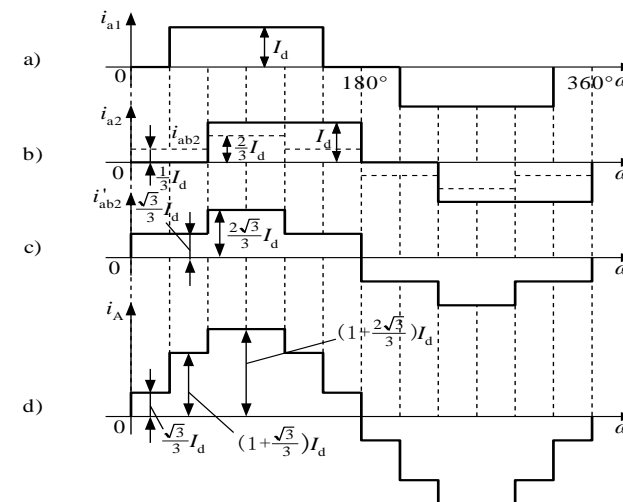 i_a1
a)
I_d
0
180°
360°
i_a2
b)
i_ab2
2/3 I_d
I_d
0
1/3 I_d
i'_ab2
√3/3 I_d
2√3/3 I_d
c)
0
i_A
(1+2√3/3)I_d
d)
0
√3/3 I_d
(1+√3/3)I_d